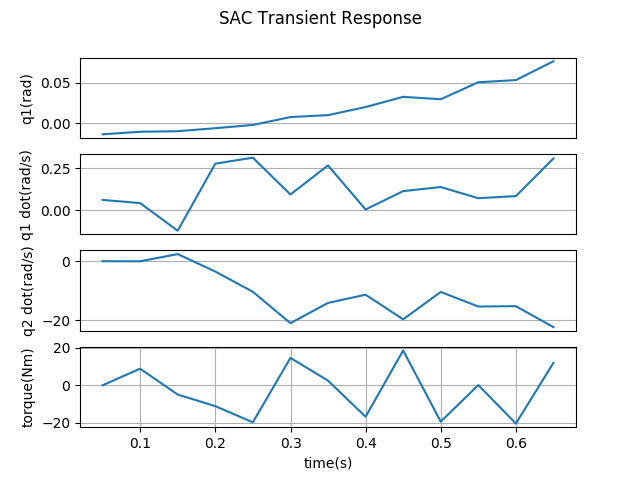 SAC Transient Response
q1(rad)
0.05
0.00
q1 dot(rad/s)
0.25
0.00
q2 dot(rad/s)
0
−20
torque(Nm)
20
0
−20
0.1 0.2 0.3 0.4 0.5 0.6
time(s)